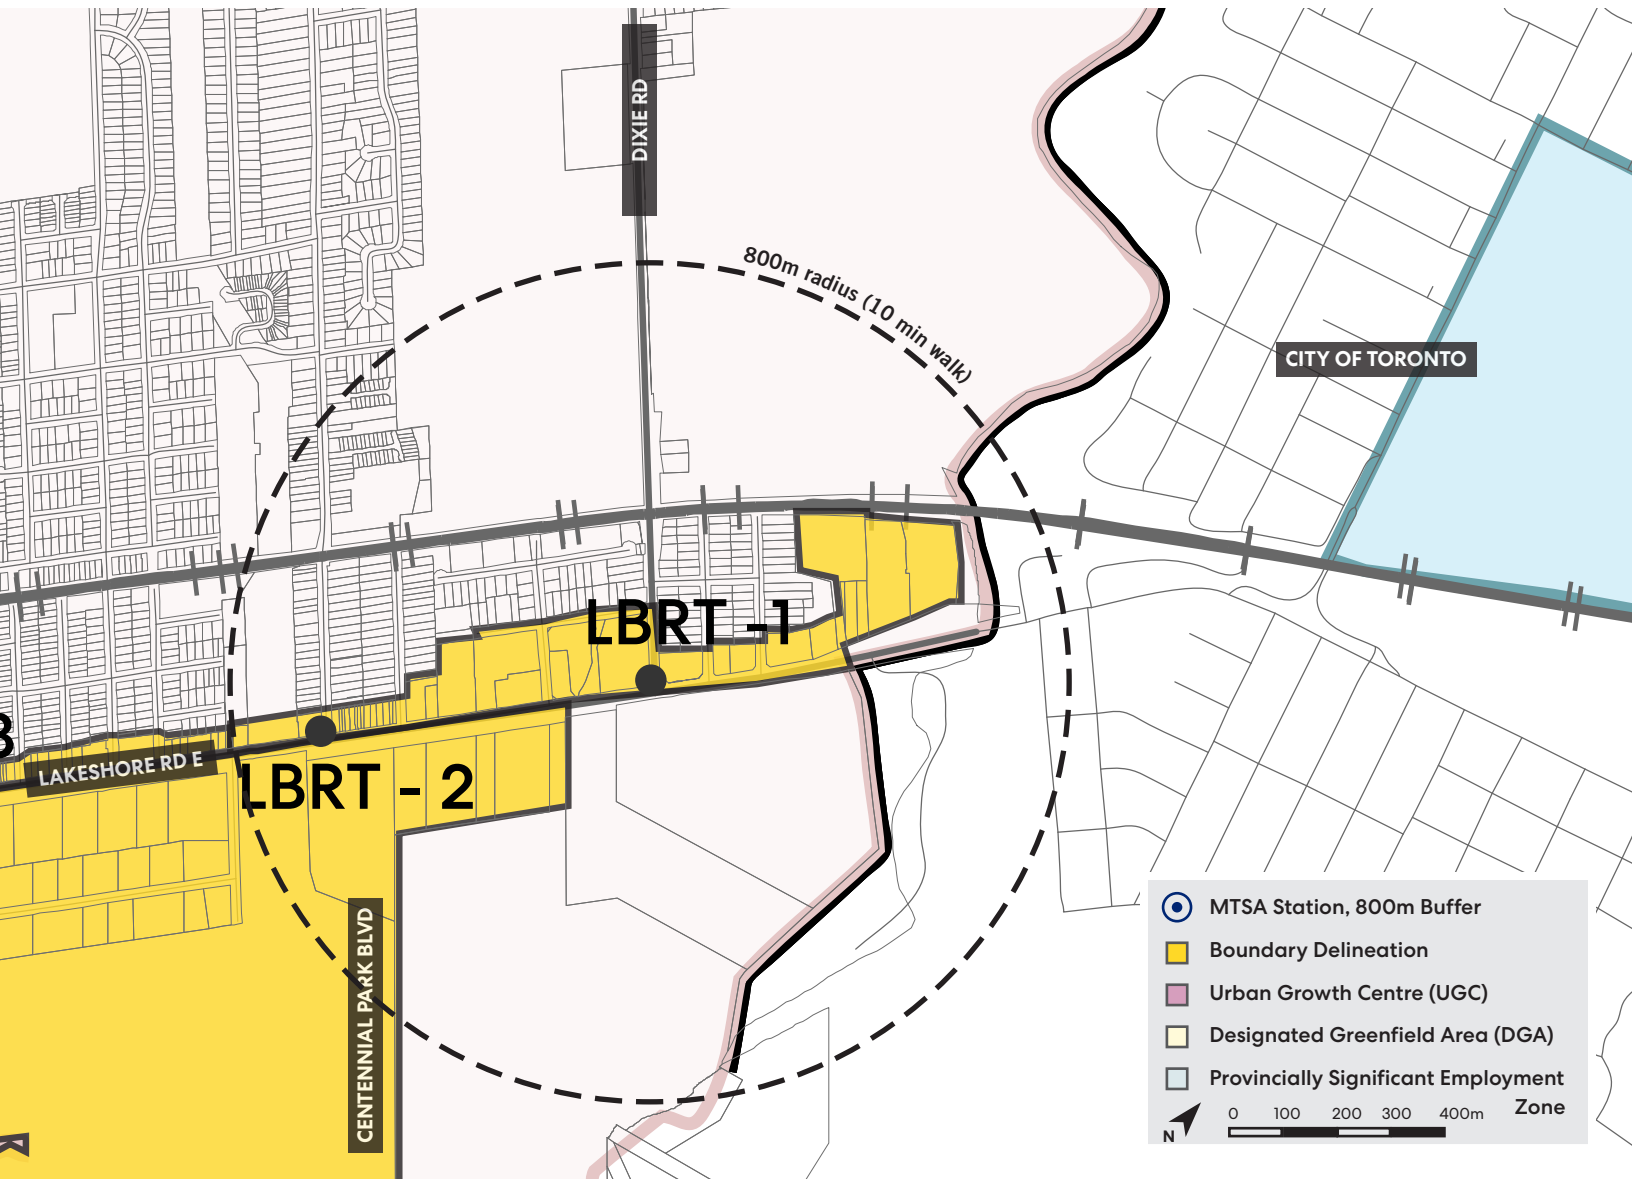 DIXIE RD
800m radius (10 min walk)
CITY OF TORONTO
LBRT -1
3
LAKESHORE RD E
LBRT - 2
CENTENNIAL PARK BLVD
MTSA Station, 800m Buffer
Boundary Delineation
Urban Growth Centre (UGC)
Designated Greenfield Area (DGA)
Provincially Significant Employment
Zone
0 100 200 300 400m
N
K